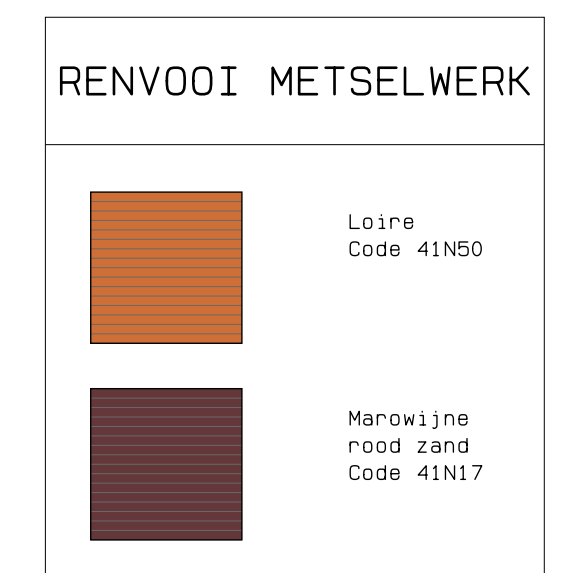 RENVOOI METSELWERK
Loire
Code 41N50
Marowijne
rood zand
Code 41N17